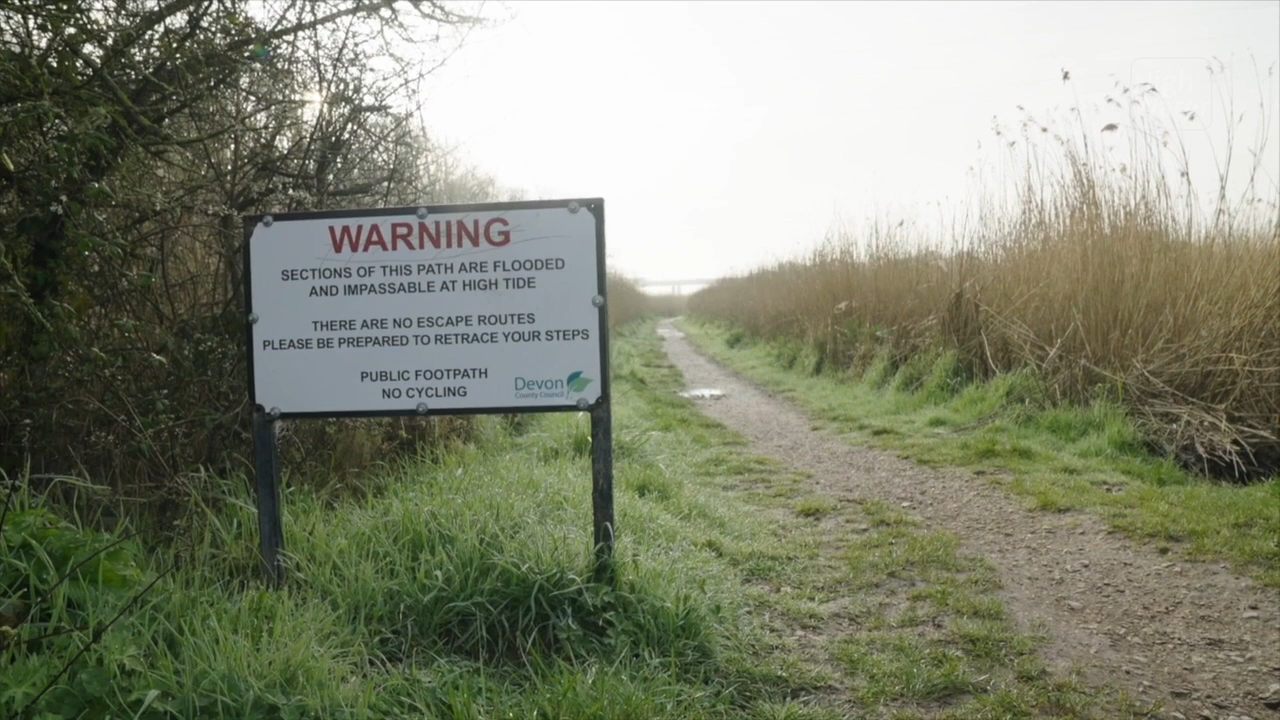 WARNING
SECTIONS OF THIS PATH ARE FLOODED
AND IMPASSABLE AT HIGH TIDE
THERE ARE NO ESCAPE ROUTES
PLEASE BE PREPARED TO RETRACE YOUR STEPS
PUBLIC FOOTPATH
NO CYCLING
Devon
County Council